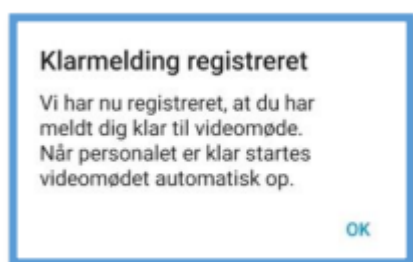 Klarmelding registreret
Vi har nu registreret, at du har
meldt dig klar til videomøde.
Når personalet er klar startes
videomødet automatisk op.
OK